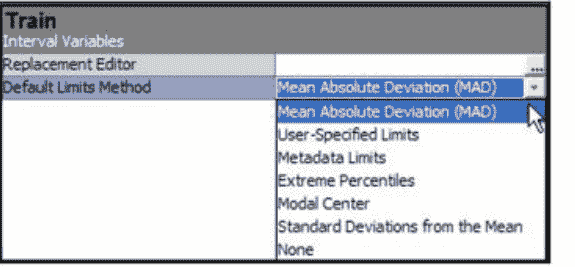 Train
Interval Variables
Replacement Editor ...
Default Limits Method Mean Absolute Deviation (MAD)
Mean Absolute Deviation (MAD)
User-Specified Limits
Metadata Limits
Extreme Percentiles
Modal Center
Standard Deviations from the Mean
None